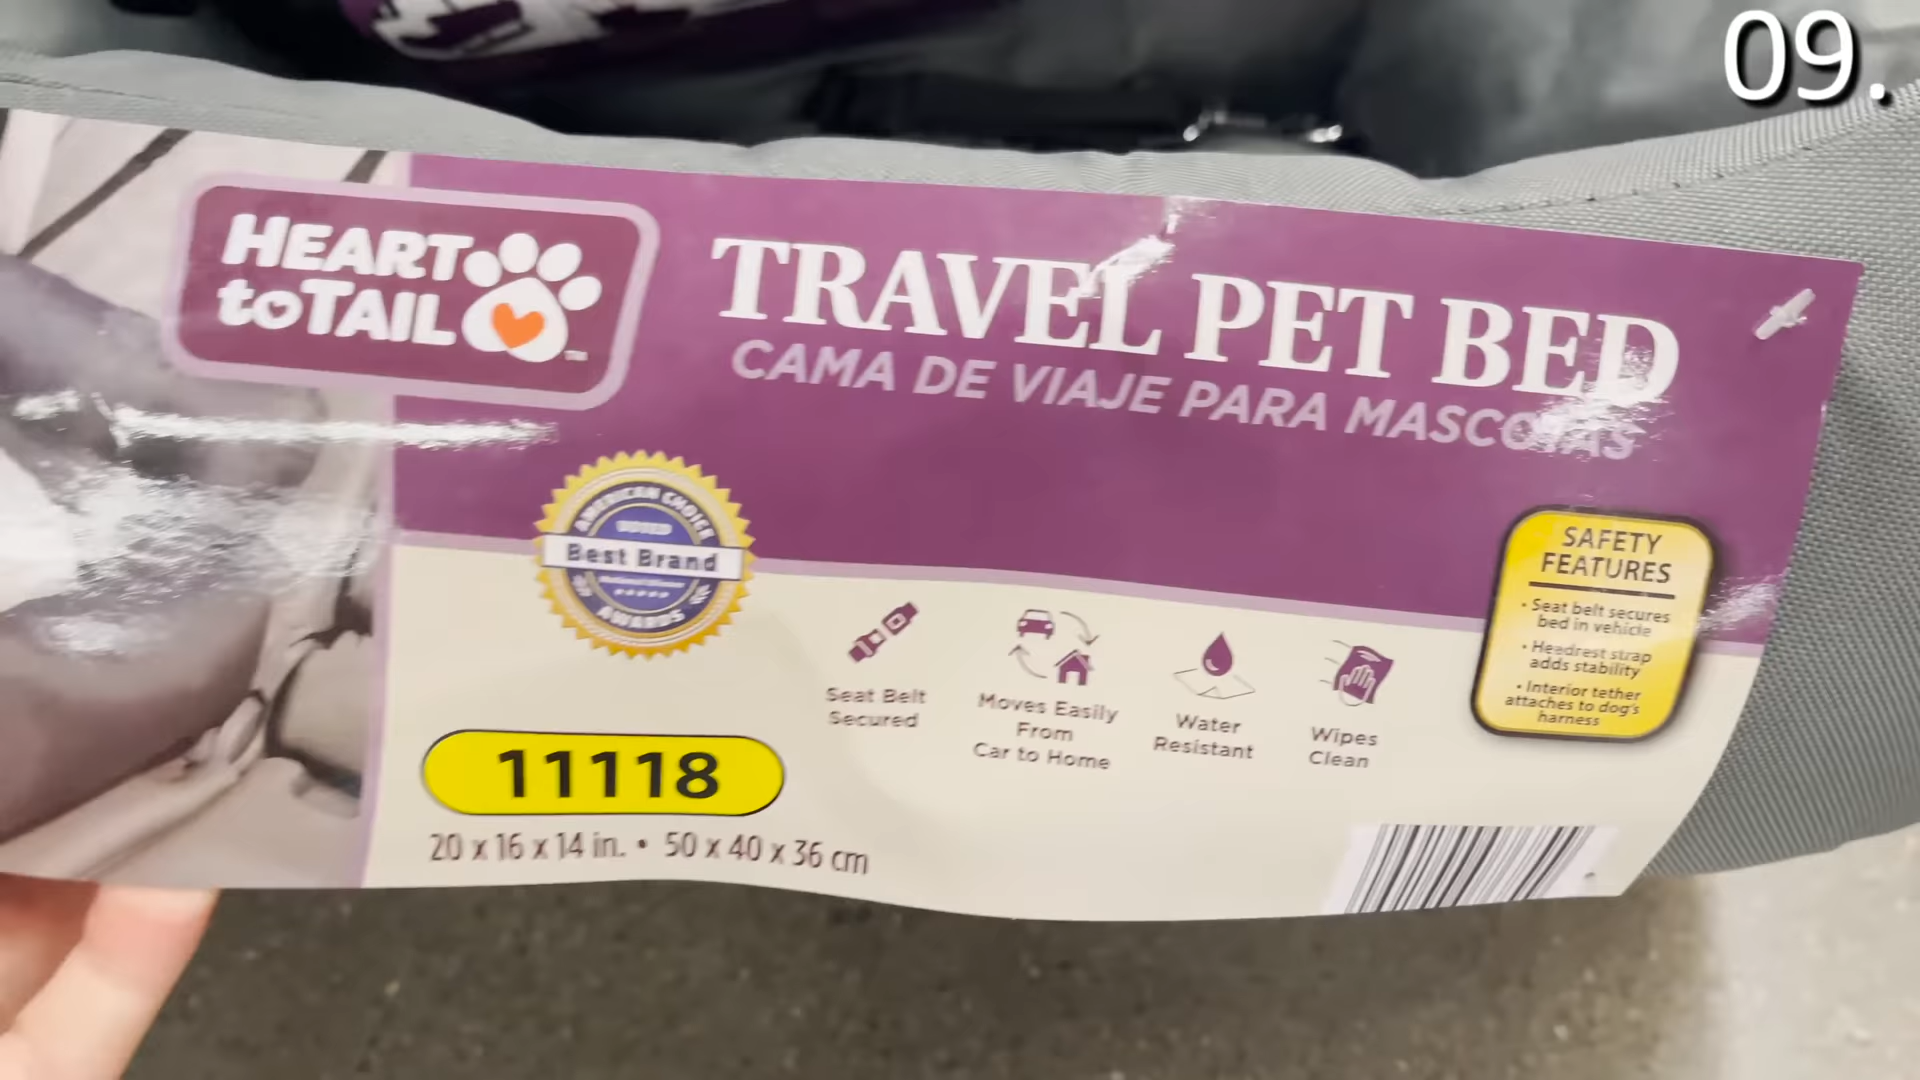 09.
HEART
toTAIL
™
TRAVEL PET BED
CAMA DE VIAJE PARA MASCOTAS
AMERICAN CHOICE
VOTED
Best Brand
AWARDS
Seat Belt
Secured
Moves Easily
From
Car to Home
Water
Resistant
Wipes
Clean
SAFETY
FEATURES
• Seat belt secures
bed in vehicle
• Headrest strap
adds stability
• Interior tether
attaches to dog's
harness
11118
20 x 16 x 14 in. • 50 x 40 x 36 cm